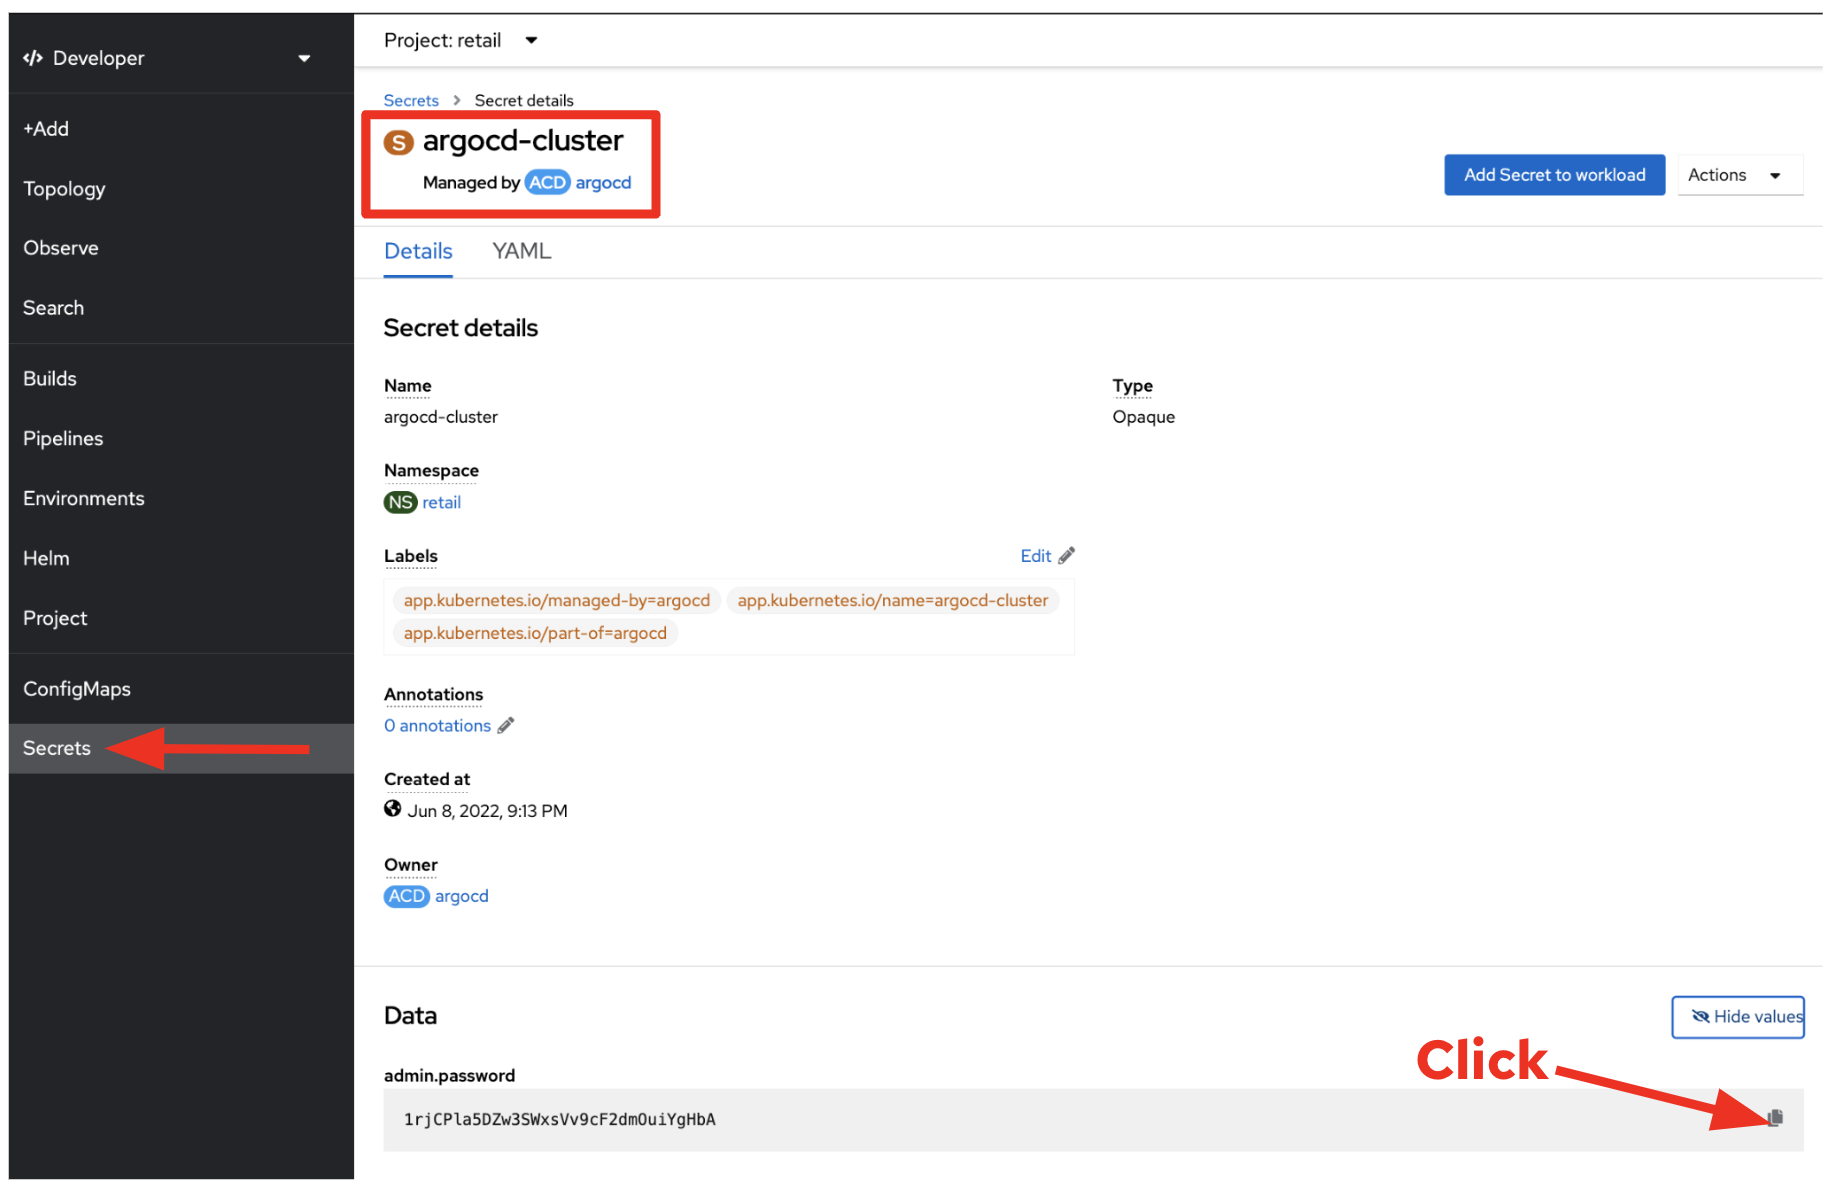 Developer
+Add
Topology
Observe
Search
Builds
Pipelines
Environments
Helm
Project
ConfigMaps
Secrets
Project: retail
Secrets > Secret details
S argocd-cluster
Managed by ACD argocd
Add Secret to workload
Actions
Details YAML
Secret details
Name
argocd-cluster
Type
Opaque
Namespace
NS retail
Labels
Edit
app.kubernetes.io/managed-by=argocd app.kubernetes.io/name=argocd-cluster
app.kubernetes.io/part-of=argocd
Annotations
0 annotations
Created at
Jun 8, 2022, 9:13 PM
Owner
ACD argocd
Data
Hide values
Click
admin.password
1rjCPla5DZw3SWxsVv9cF2dmOuiYgHbA